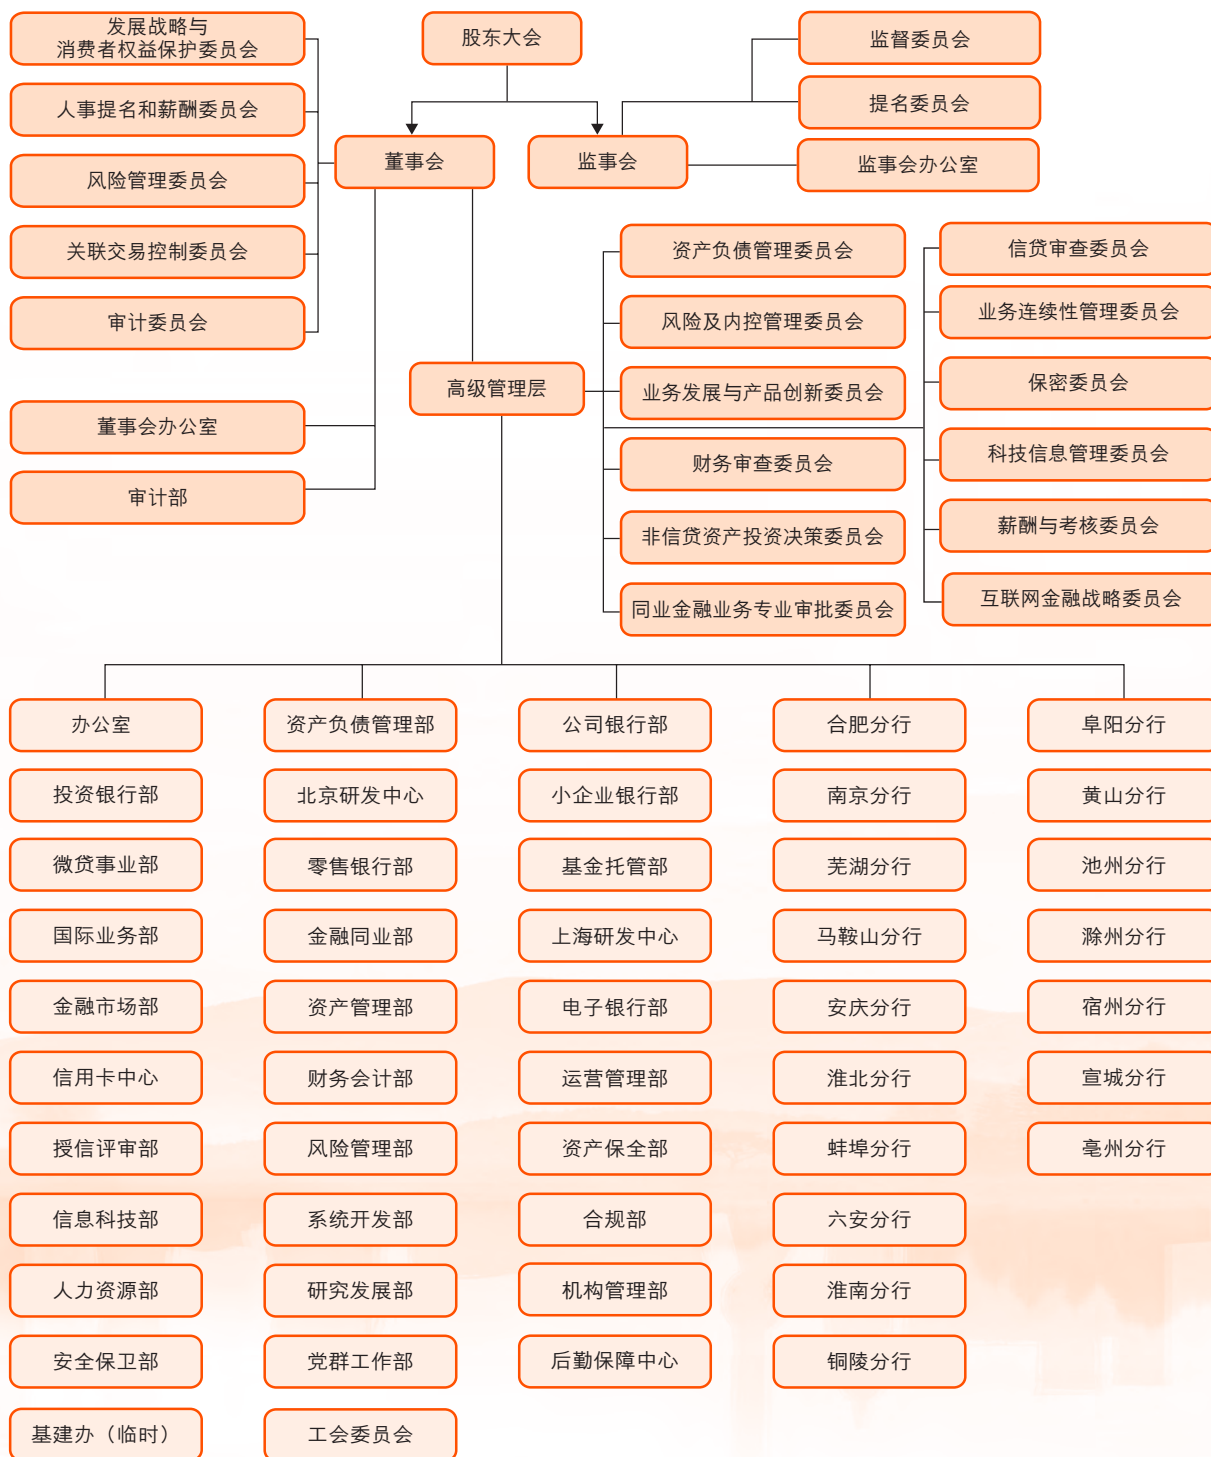 发展战略与
消费者权益保护委员会
人事提名和薪酬委员会
风险管理委员会
关联交易控制委员会
审计委员会
董事会办公室
审计部
股东大会
董事会
监事会
监督委员会
提名委员会
监事会办公室
高级管理层
资产负债管理委员会
风险及内控管理委员会
业务发展与产品创新委员会
财务审查委员会
非信贷资产投资决策委员会
同业金融业务专业审批委员会
信贷审查委员会
业务连续性管理委员会
保密委员会
科技信息管理委员会
薪酬与考核委员会
互联网金融战略委员会
办公室
投资银行部
微贷事业部
国际业务部
金融市场部
信用卡中心
授信评审部
信息科技部
人力资源部
安全保卫部
基建办（临时）
资产负债管理部
北京研发中心
零售银行部
金融同业部
资产管理部
财务会计部
风险管理部
系统开发部
研究发展部
党群工作部
工会委员会
公司银行部
小企业银行部
基金托管部
上海研发中心
电子银行部
运营管理部
资产保全部
合规部
机构管理部
后勤保障中心
合肥分行
南京分行
芜湖分行
马鞍山分行
安庆分行
淮北分行
蚌埠分行
六安分行
淮南分行
铜陵分行
阜阳分行
黄山分行
池州分行
滁州分行
宿州分行
宣城分行
亳州分行